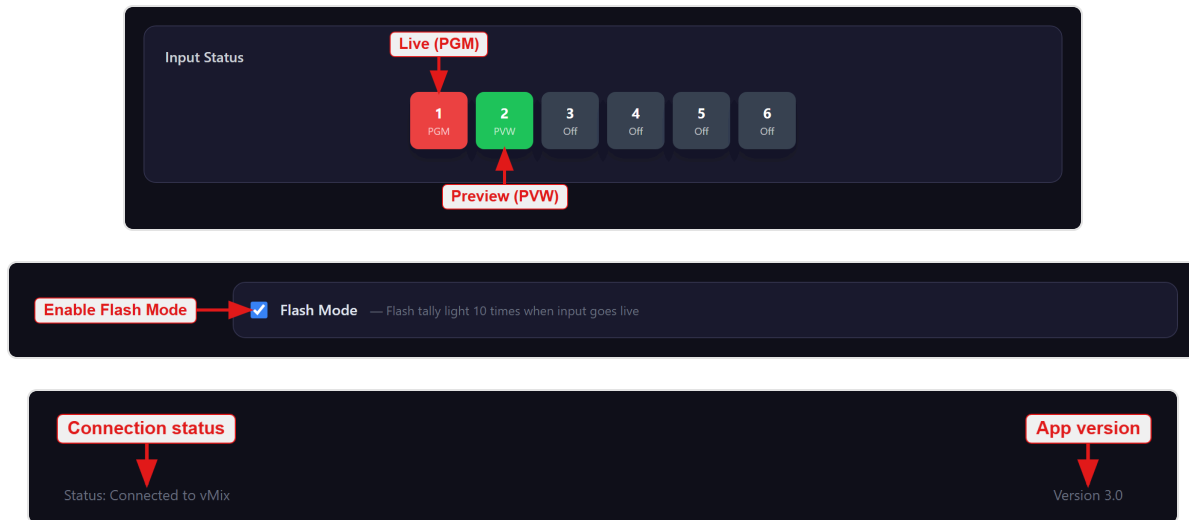 Live (PGM)
Input Status
1 2 3 4 5 6
PGM PVW Off Off Off Off
Preview (PVW)
Enable Flash Mode Flash Mode — Flash tally light 10 times when input goes live
Connection status App version
Status: Connected to vMix Version 3.0